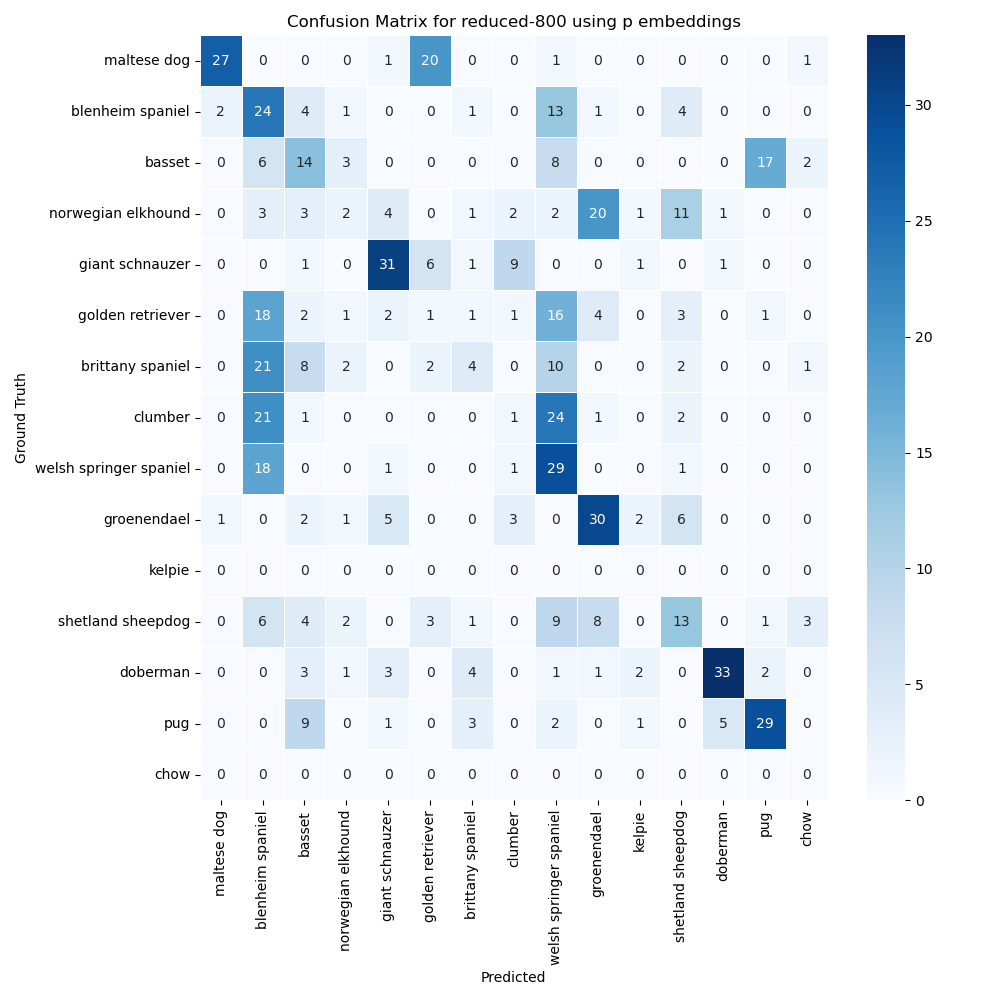 Confusion Matrix for reduced-800 using p embeddings
Ground Truth
maltese dog 27 0 0 0 1 20 0 0 1 0 0 0 0 0 1
blenheim spaniel 2 24 4 1 0 0 1 0 13 1 0 4 0 0 0
basset 0 6 14 3 0 0 0 0 8 0 0 0 0 17 2
norwegian elkhound 0 3 3 2 4 0 1 2 2 20 1 11 1 0 0
giant schnauzer 0 0 1 0 31 6 1 9 0 0 1 0 1 0 0
golden retriever 0 18 2 1 2 1 1 1 16 4 0 3 0 1 0
brittany spaniel 0 21 8 2 0 2 4 0 10 0 0 2 0 0 1
clumber 0 21 1 0 0 0 0 1 24 1 0 2 0 0 0
welsh springer spaniel 0 18 0 0 1 0 0 1 29 0 0 1 0 0 0
groenendael 1 0 2 1 5 0 0 3 0 30 2 6 0 0 0
kelpie 0 0 0 0 0 0 0 0 0 0 0 0 0 0 0
shetland sheepdog 0 6 4 2 0 3 1 0 9 8 0 13 0 1 3
doberman 0 0 3 1 3 0 4 0 1 1 2 0 33 2 0
pug 0 0 9 0 1 0 3 0 2 0 1 0 5 29 0
chow 0 0 0 0 0 0 0 0 0 0 0 0 0 0 0
maltese dog
blenheim spaniel
basset
norwegian elkhound
giant schnauzer
golden retriever
brittany spaniel
clumber
welsh springer spaniel
groenendael
kelpie
shetland sheepdog
doberman
pug
chow
Predicted
30
25
20
15
10
5
0